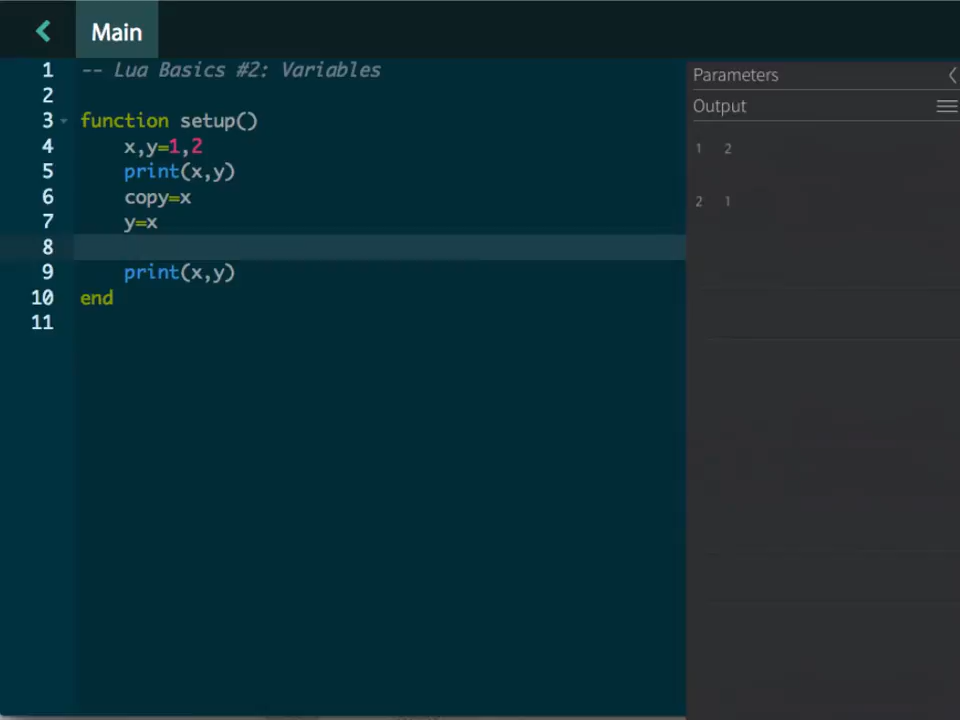 Main
1 -- Lua Basics #2: Variables
2
3 function setup()
4 x,y=1,2
5 print(x,y)
6 copy=x
7 y=x
8
9 print(x,y)
10 end
11
Parameters
Output
1 2
2 1